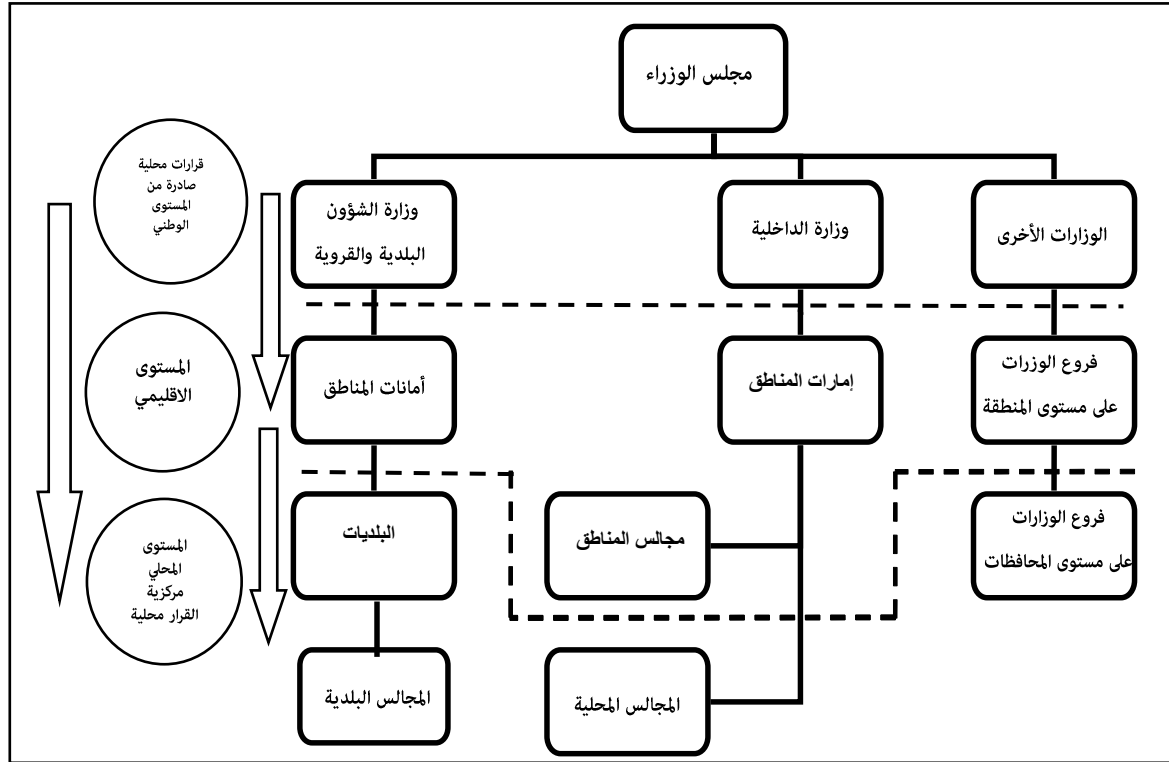 مجلس الوزراء
قرارات محلية
صادرة من
المستوى
الوطني
الوزارات الأخرى
وزارة الداخلية
وزارة الشؤون
البلدية والقروية
المستوى
الاقليمي
فروع الوزرات
على مستوى المنطقة
إمارات المناطق
أمانات المناطق
المستوى
المحلي
مركزية
القرار محلية
فروع الوزارات
على مستوى المحافظات
مجالس المناطق
البلديات
المجالس المحلية
المجالس البلدية